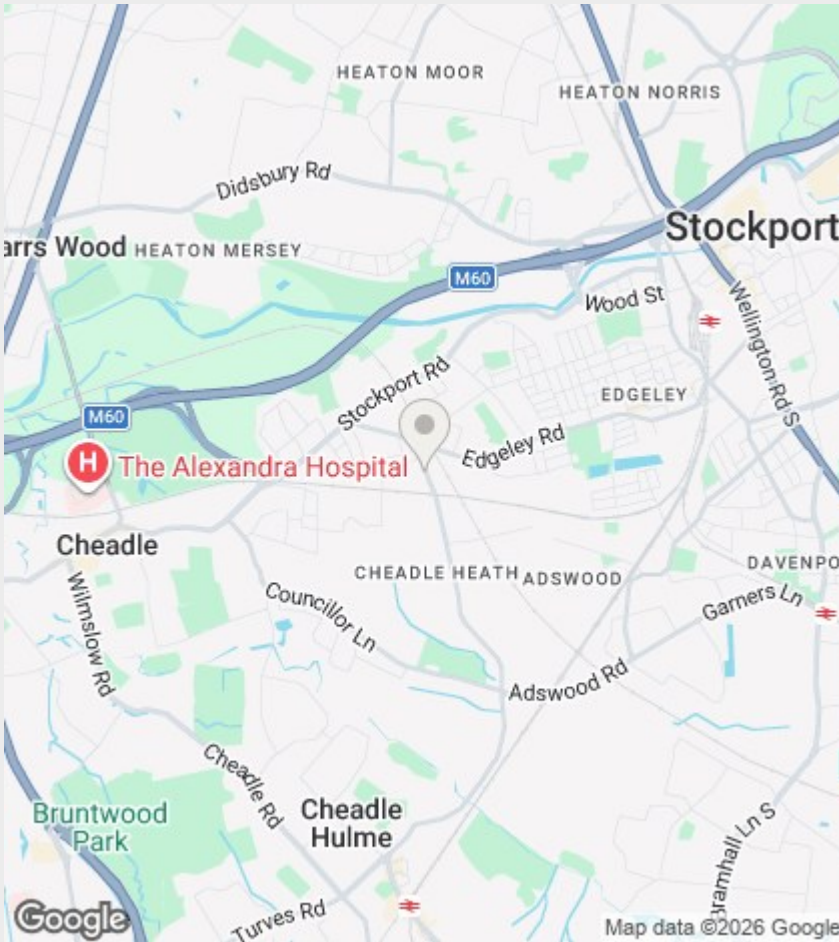 HEATON MOOR
HEATON NORRIS
Didsbury Rd
Stockport
arrs Wood
HEATON MERSEY
M60
Wood St
Wellington Rd S
Stockport Rd
EDGELEY
M60
Edgeley Rd
H
The Alexandra Hospital
Cheadle
CHEADLE HEATH
ADSWOOD
DAVENPO
Wilmslow Rd
Councillor Ln
Garners Ln
Adswood Rd
Cheadle Rd
Bruntwood
Park
Cheadle
Hulme
Bramhall Ln S
Turves Rd
Google
Map data ©2026 Google